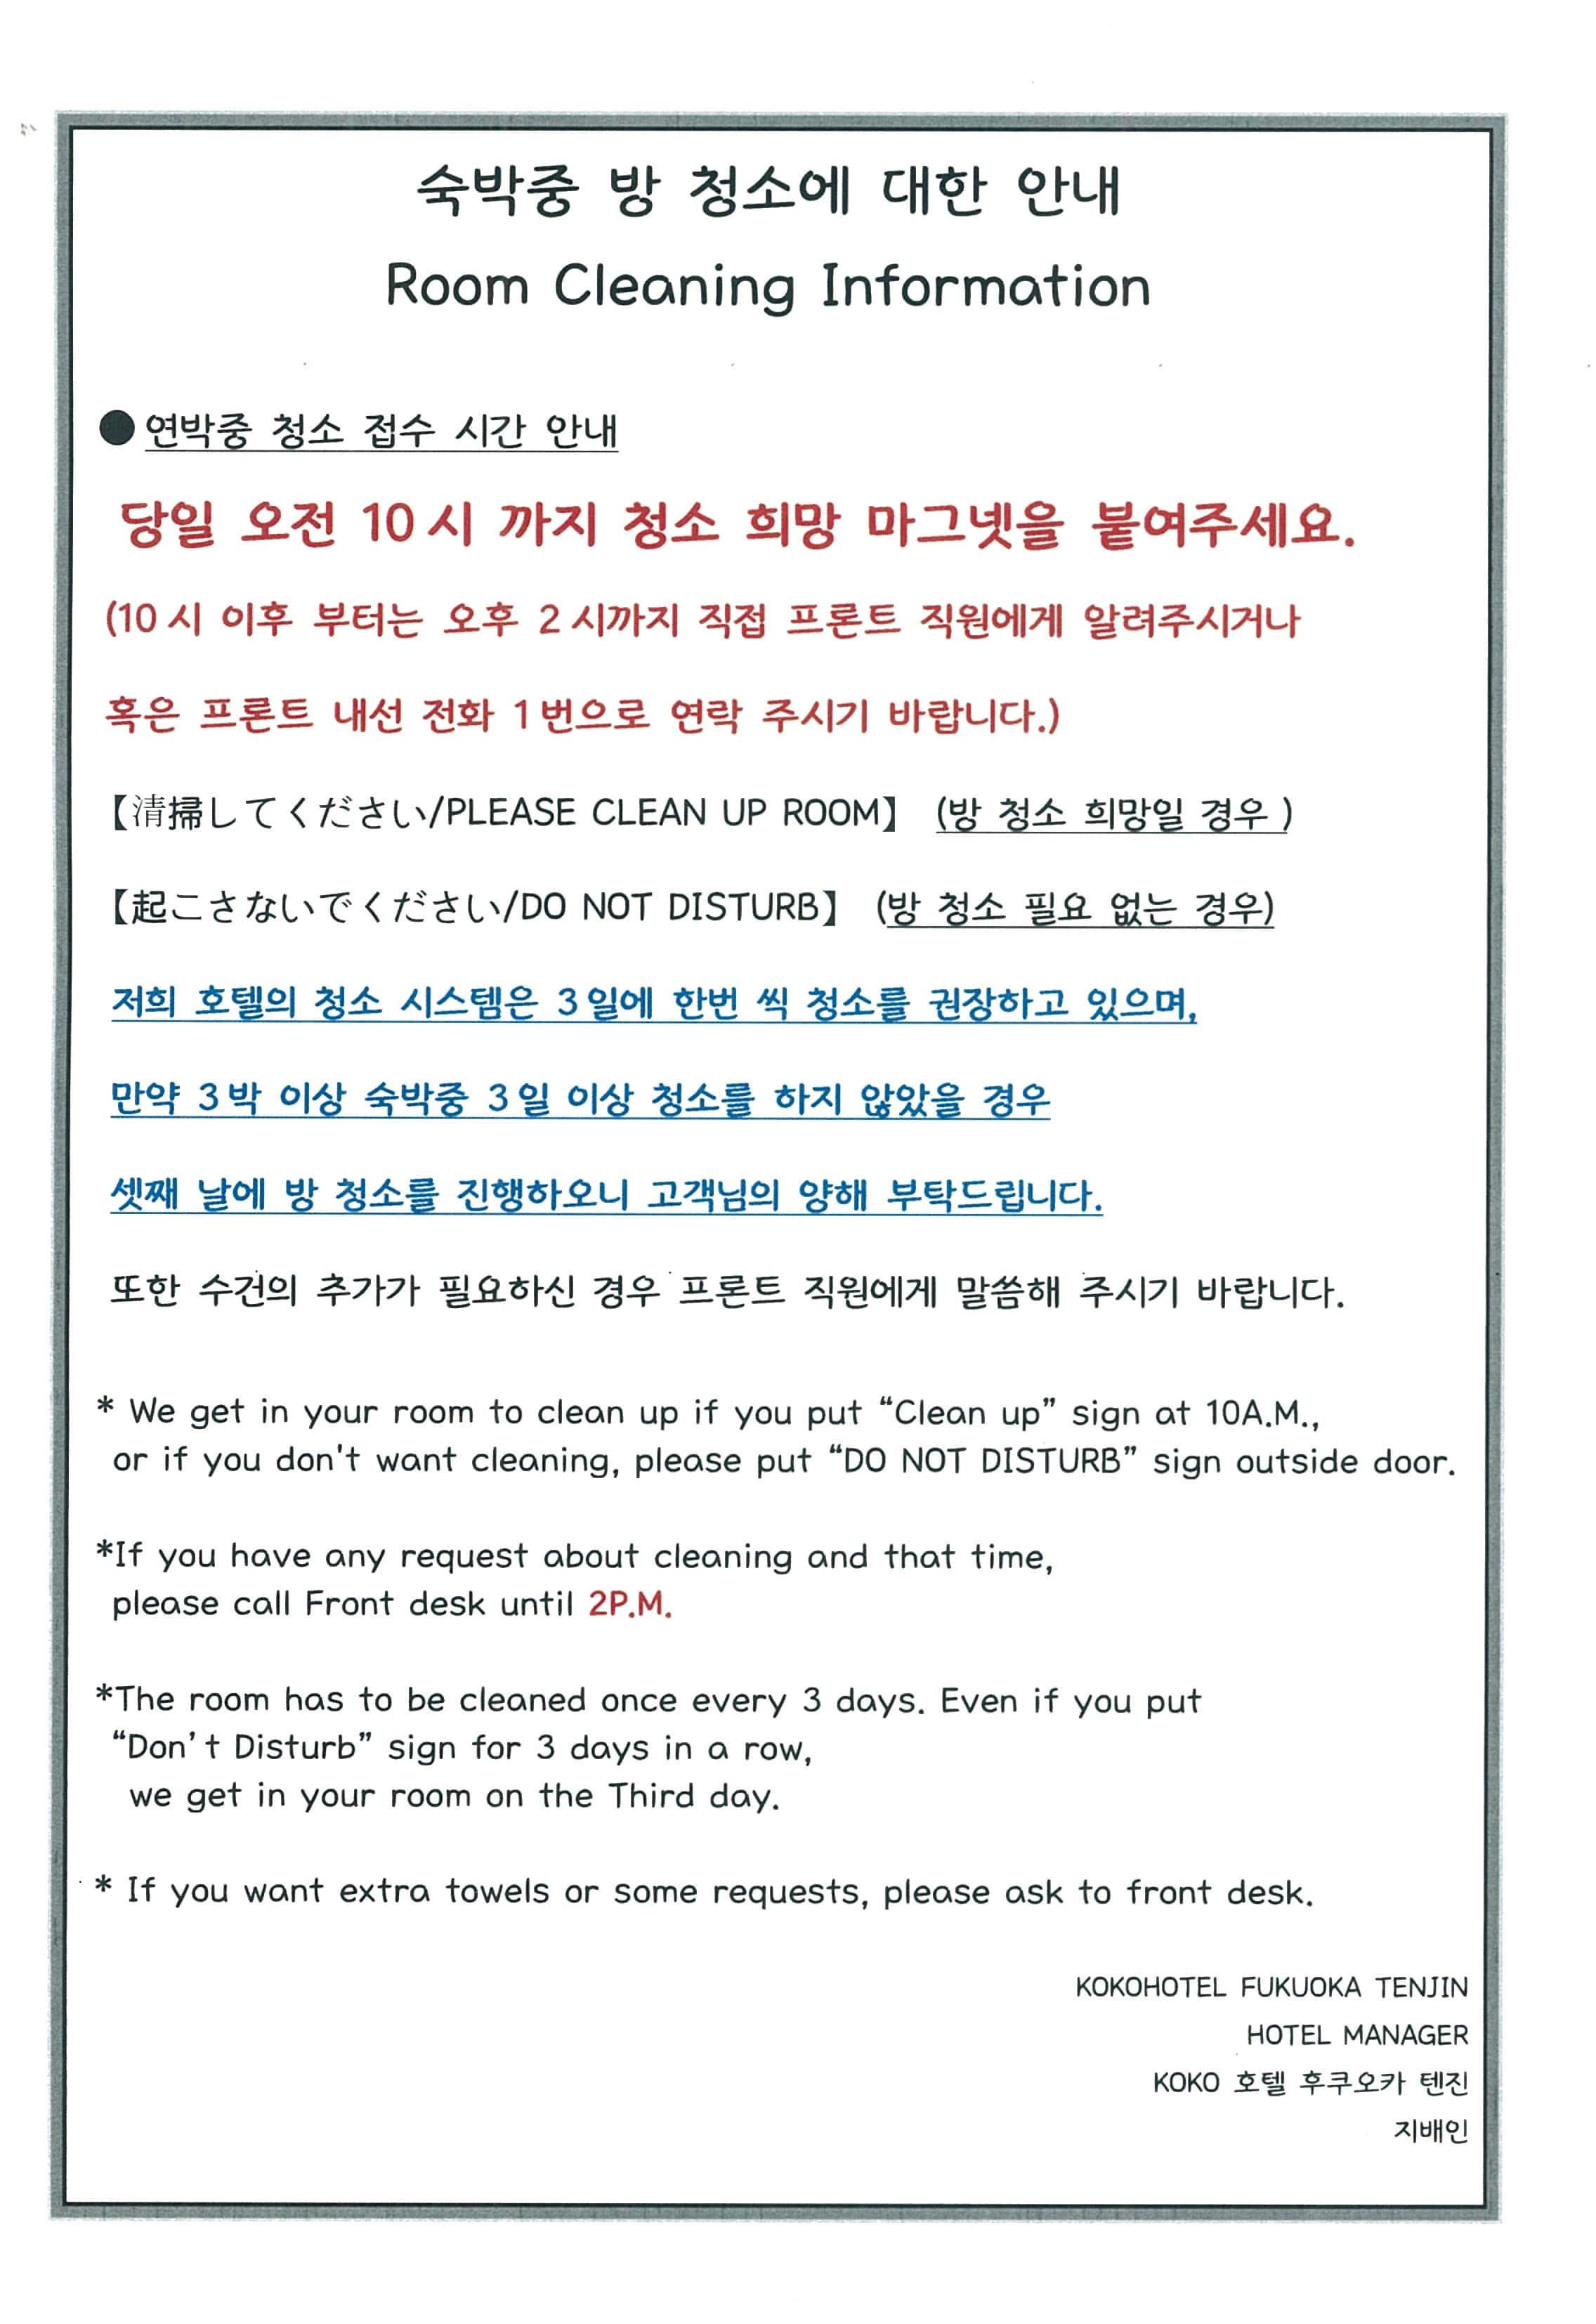 숙박중 방 청소에 대한 안내
Room Cleaning Information
●연박중 청소 접수 시간 안내
당일 오전 10시 까지 청소 희망 마그넷을 붙여주세요.
(10시 이후 부터는 오후 2시까지 직접 프론트 직원에게 알려주시거나
혹은 프론트 내선 전화 1번으로 연락 주시기 바랍니다.)
【清掃してください/PLEASE CLEAN UP ROOM】 (방 청소 희망일 경우 )
【起こさないでください/DO NOT DISTURB】 (방 청소 필요 없는 경우)
저희 호텔의 청소 시스템은 3일에 한번 씩 청소를 권장하고 있으며,
만약 3박 이상 숙박중 3일 이상 청소를 하지 않았을 경우
셋째 날에 방 청소를 진행하오니 고객님의 양해 부탁드립니다.
또한 수건의 추가가 필요하신 경우 프론트 직원에게 말씀해 주시기 바랍니다.
* We get in your room to clean up if you put “Clean up” sign at 10A.M.,
or if you don't want cleaning, please put “DO NOT DISTURB” sign outside door.
*If you have any request about cleaning and that time,
please call Front desk until 2P.M.
*The room has to be cleaned once every 3 days. Even if you put
“Don’t Disturb” sign for 3 days in a row,
we get in your room on the Third day.
* If you want extra towels or some requests, please ask to front desk.
KOKOHOTEL FUKUOKA TENJIN
HOTEL MANAGER
KOKO 호텔 후쿠오카 텐진
지배인